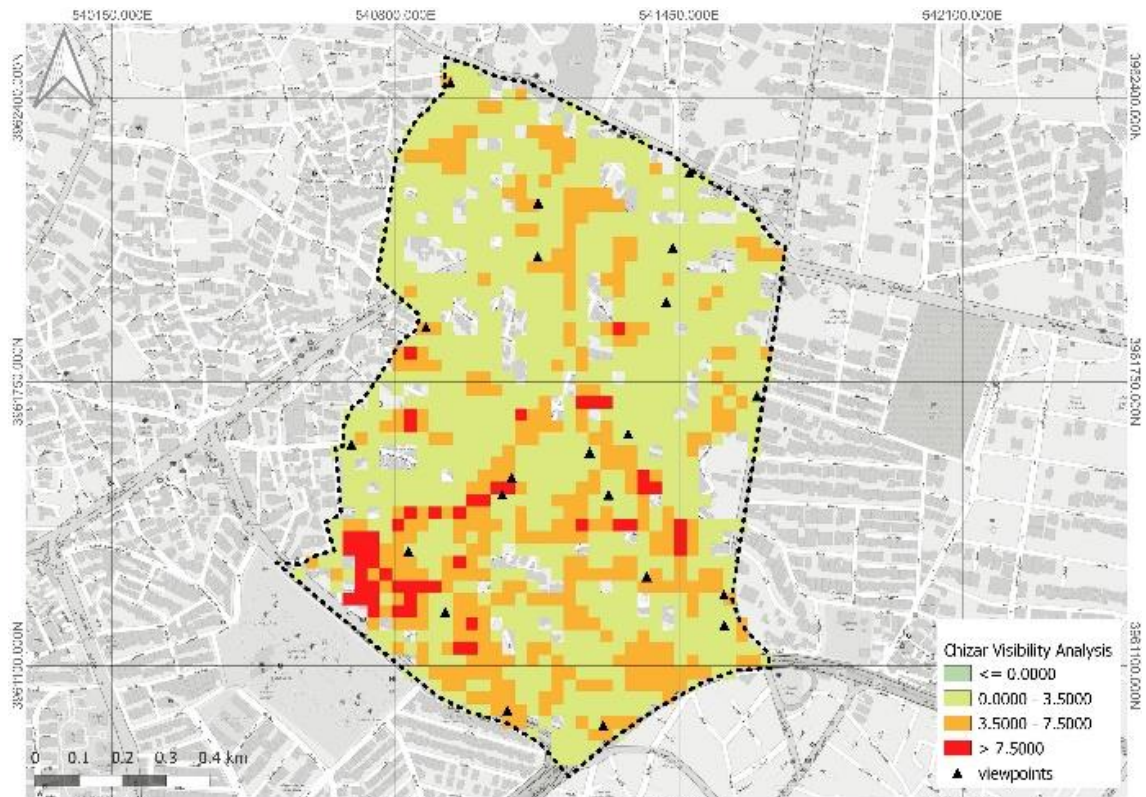 540150.000E 540800.000E 541450.000E 542100.000E
3962400.000N 3962400.000N
3961750.000N 3961750.000N
3961100.000N 3961100.000N
Chizar Visibility Analysis
<= 0.0000
0.0000 - 3.5000
3.5000 - 7.5000
> 7.5000
viewpoints
0 0.1 0.2 0.3 0.4 km